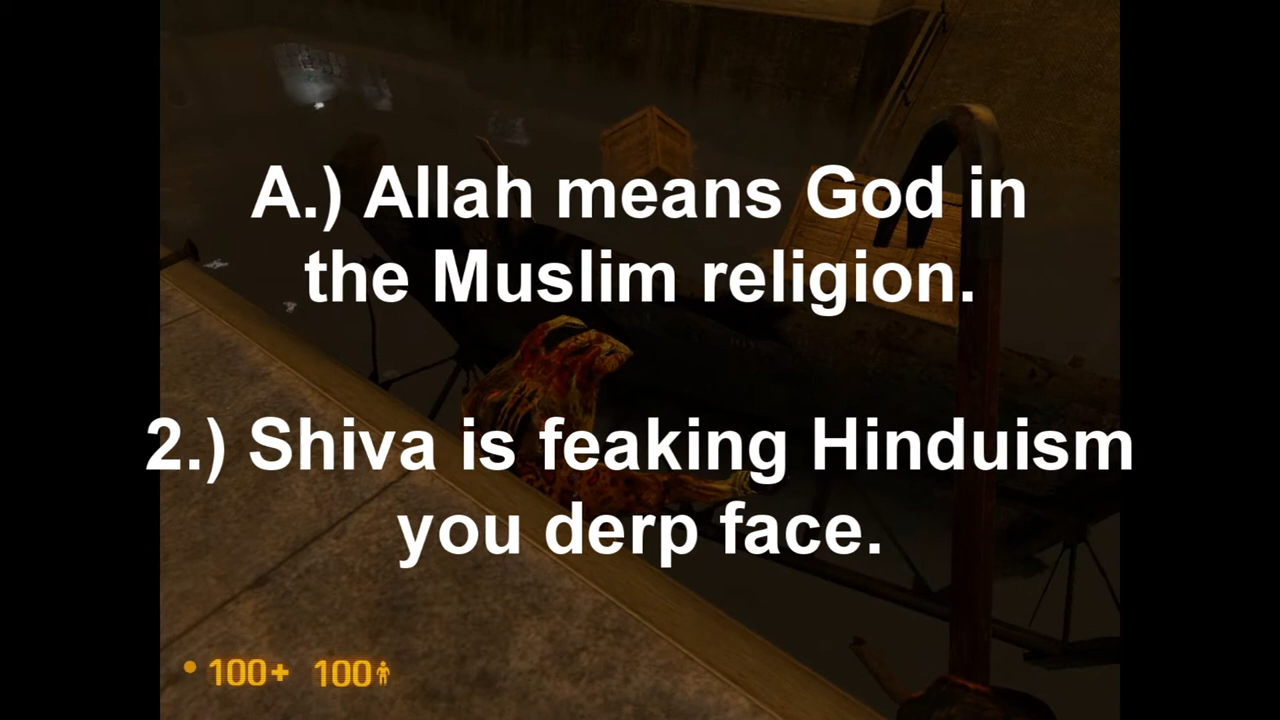 A.) Allah means God in
the Muslim religion.
2.) Shiva is feaking Hinduism
you derp face.
100+ 100